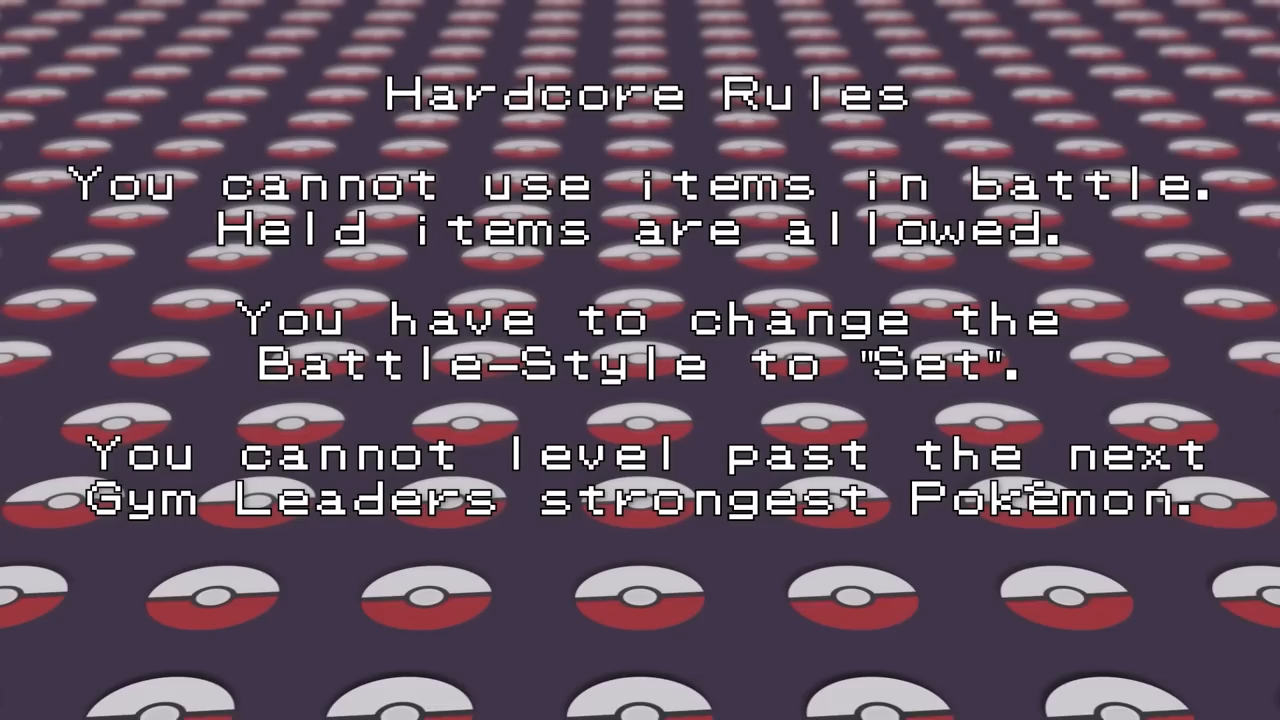 Hardcore Rules
You cannot use items in battle.
Held items are allowed.
You have to change the
Battle-Style to "Set".
You cannot level past the next
Gym Leaders strongest Pokémon.